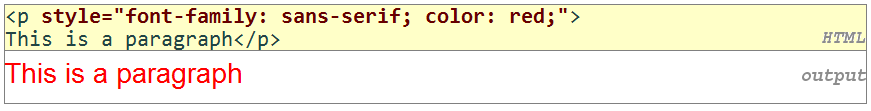 <p style="font-family: sans-serif; color: red;">
This is a paragraph</p>
HTML
This is a paragraph
output